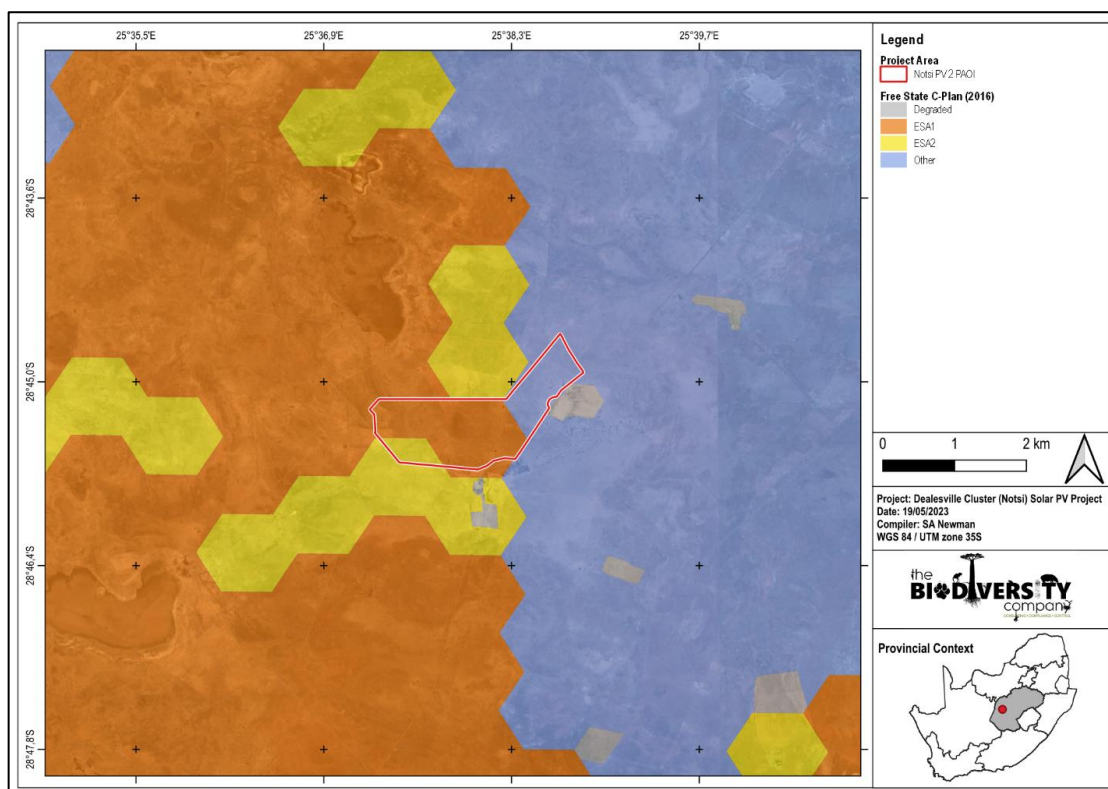 25°35,5'E 25°36,9'E 25°38,3'E 25°39,7'E
28°43,6'S
28°45,0'S
28°46,4'S
28°47,8'S
Legend
Project Area
Notsi PV 2 PAOI
Free State C-Plan (2016)
Degraded
ESA1
ESA2
Other
0 1 2 km
Project: Dealesville Cluster (Notsi) Solar PV Project
Date: 19/05/2023
Compiler: SA Newman
WGS 84 / UTM zone 35S
the
BIODIVERSITY
company
Provincial Context